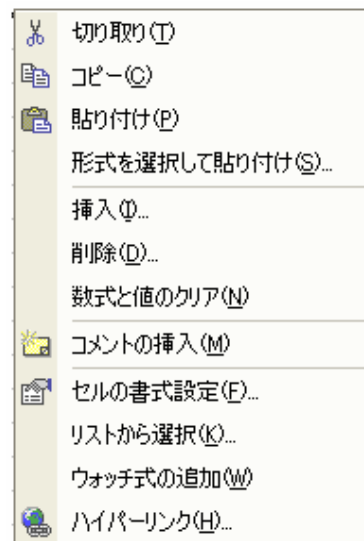 切り取り(T)
コピー(C)
貼り付け(P)
形式を選択して貼り付け(S)...
挿入(I)...
削除(D)...
数式と値のクリア(N)
コメントの挿入(M)
セルの書式設定(F)...
リストから選択(K)...
ウォッチ式の追加(W)
ハイパーリンク(H)...